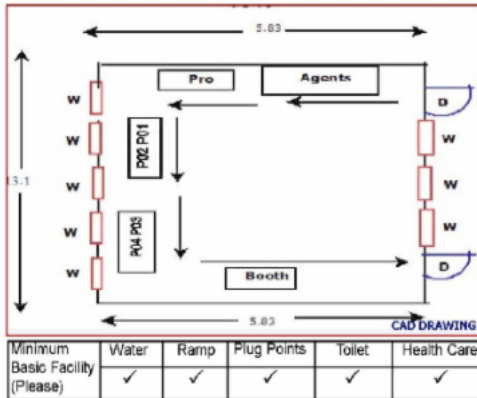 5.83
Pro
Agents
W
D
W
W
P02 P01
W
W
13.1
W
P04 P03
W
W
W
D
Booth
5.83
CAD DRAWING
Minimum Basic Facility (Please)
Water
Ramp
Plug Points
Toilet
Health Care
✓ ✓ ✓ ✓ ✓